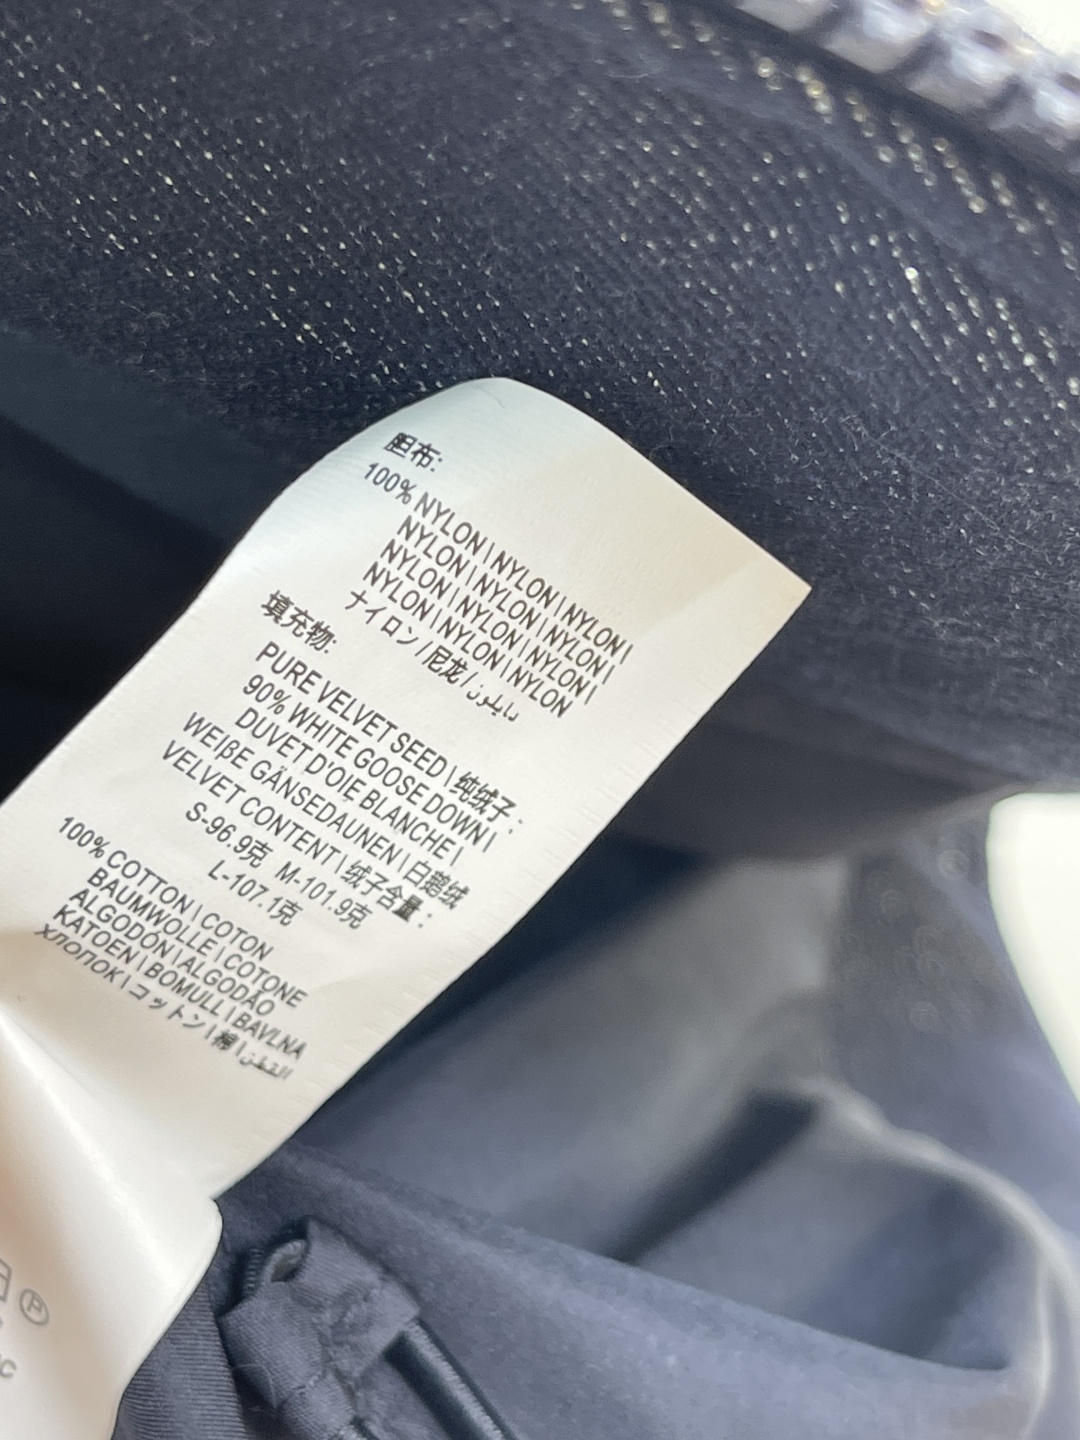 胆布:
100% NYLON | NYLON | NYLON |
NYLON | NYLON | NYLON |
NYLON | NYLON | NYLON |
NYLON | NYLON | NYLON
ナイロン / 尼龙 / نايلون
填充物:
PURE VELVET SEED | 纯绒子 :
90% WHITE GOOSE DOWN |
DUVET D'OIE BLANCHE |
WEIßE GÄNSEDAUNEN | 白鹅绒
VELVET CONTENT | 绒子含量 :
S-96.9克 M-101.9克
L-107.1克
100% COTTON | COTON
BAUMWOLLE | COTONE
ALGODÓN | ALGODÃO
KATOEN | BOMULL | BAVLNA
ХЛОПОК | コットン | 棉 | القطن
P